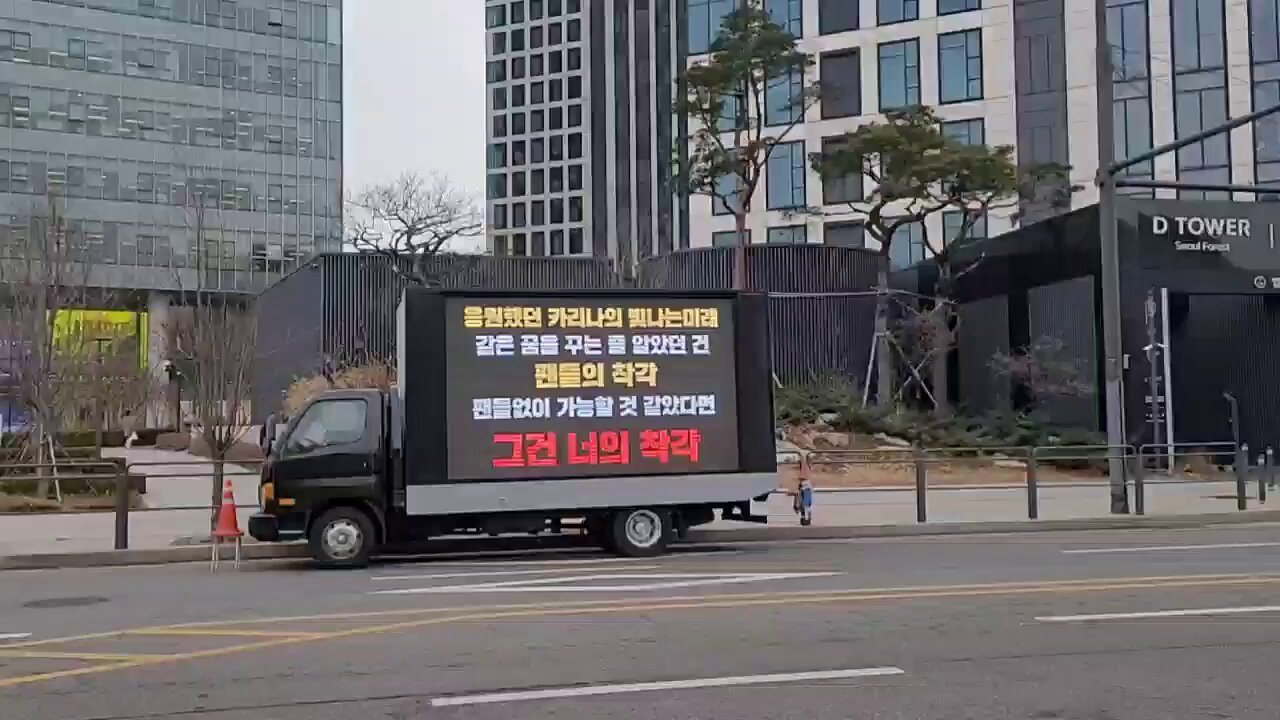 응원했던 카리나의 빛나는미래
같은 꿈을 꾸는 줄 알았던 건
팬들의 착각
팬들없이 가능할 것 같았다면
그건 너의 착각
D TOWER
Seoul Forest